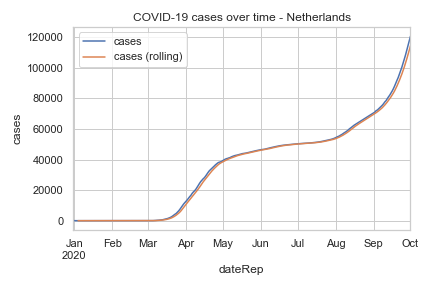 COVID-19 cases over time - Netherlands
cases
cases (rolling)
120000
100000
80000
60000
40000
20000
0
cases
Jan Feb Mar Apr May Jun Jul Aug Sep Oct
2020
dateRep